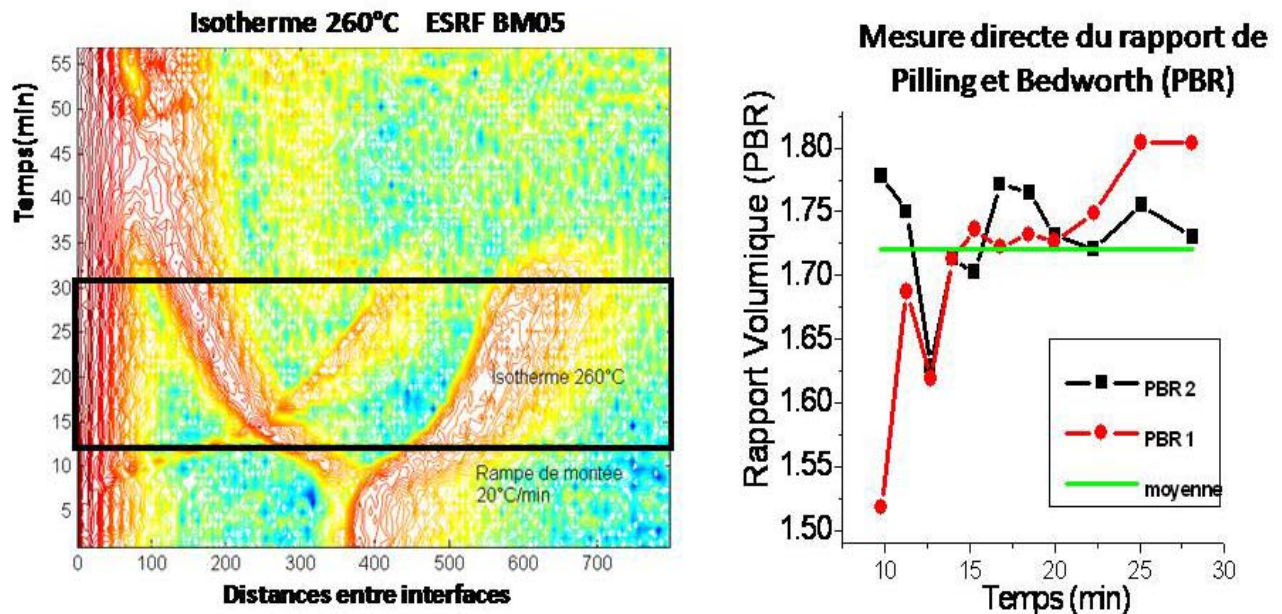 Isotherme 260°C    ESRF BM05
Temps(min)
55
50
45
40
35
30
25
20
15
10
5
Isotherme 260°C
Rampe de montée
20°C/min
0 100 200 300 400 500 600 700
Distances entre interfaces
Mesure directe du rapport de
Pilling et Bedworth (PBR)
Rapport Volumique (PBR)
1.80
1.75
1.70
1.65
1.60
1.55
1.50
PBR 2
PBR 1
moyenne
10 15 20 25 30
Temps (min)